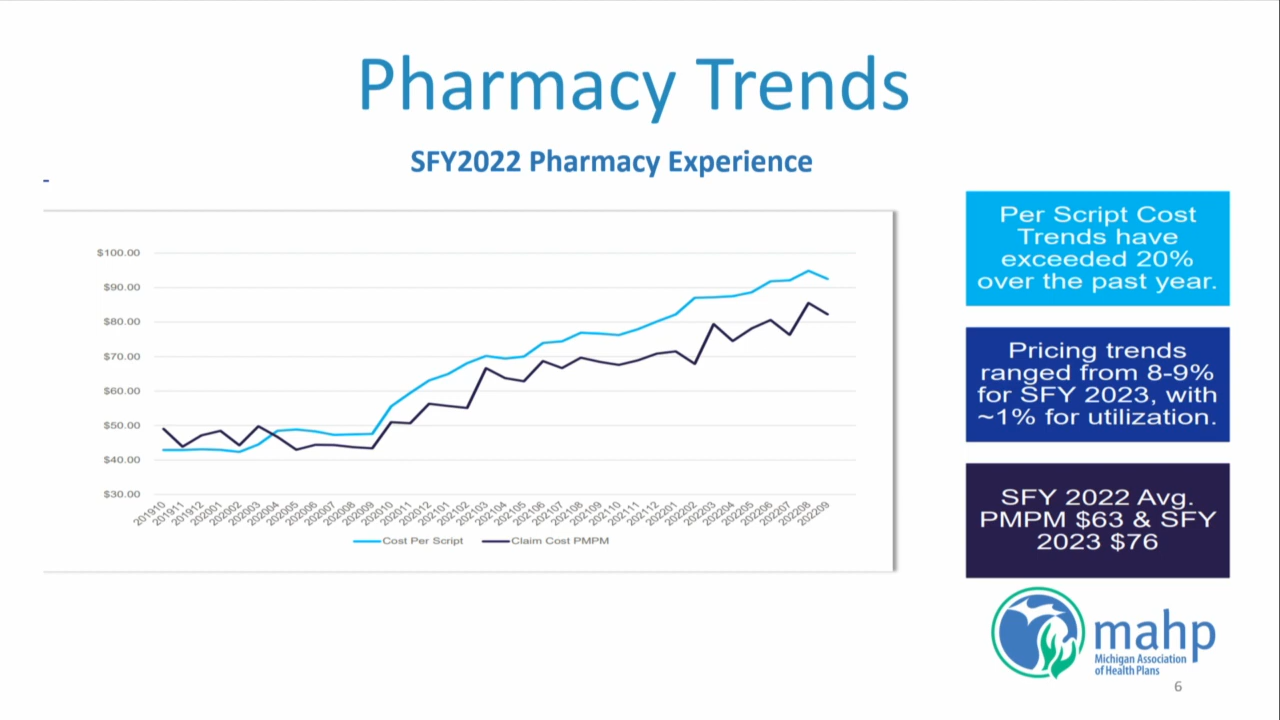 Pharmacy Trends
SFY2022 Pharmacy Experience
$100.00
$90.00
$80.00
$70.00
$60.00
$50.00
$40.00
$30.00
201910
201911
201912
202001
202002
202003
202004
202005
202006
202007
202008
202009
202010
202011
202012
202101
202102
202103
202104
202105
202106
202107
202108
202109
202110
202111
202112
202201
202202
202203
202204
202205
202206
202207
202208
202209
Cost Per Script
Claim Cost PMPM
Per Script Cost
Trends have
exceeded 20%
over the past year.
Pricing trends
ranged from 8-9%
for SFY 2023, with
~1% for utilization.
SFY 2022 Avg.
PMPM $63 & SFY
2023 $76
mahp
Michigan Association
of Health Plans
6